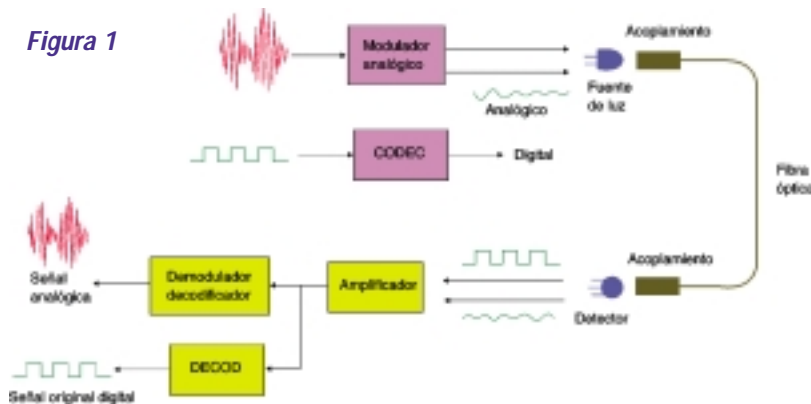 Figura 1
Acoplamiento
Modulador
analógico
Analógico
Fuente
de luz
CODEC
Digital
Fibra
óptica
Señal
analógica
Demodulador
decodificador
Amplificador
Acoplamiento
Detector
DECOD
Señal original digital